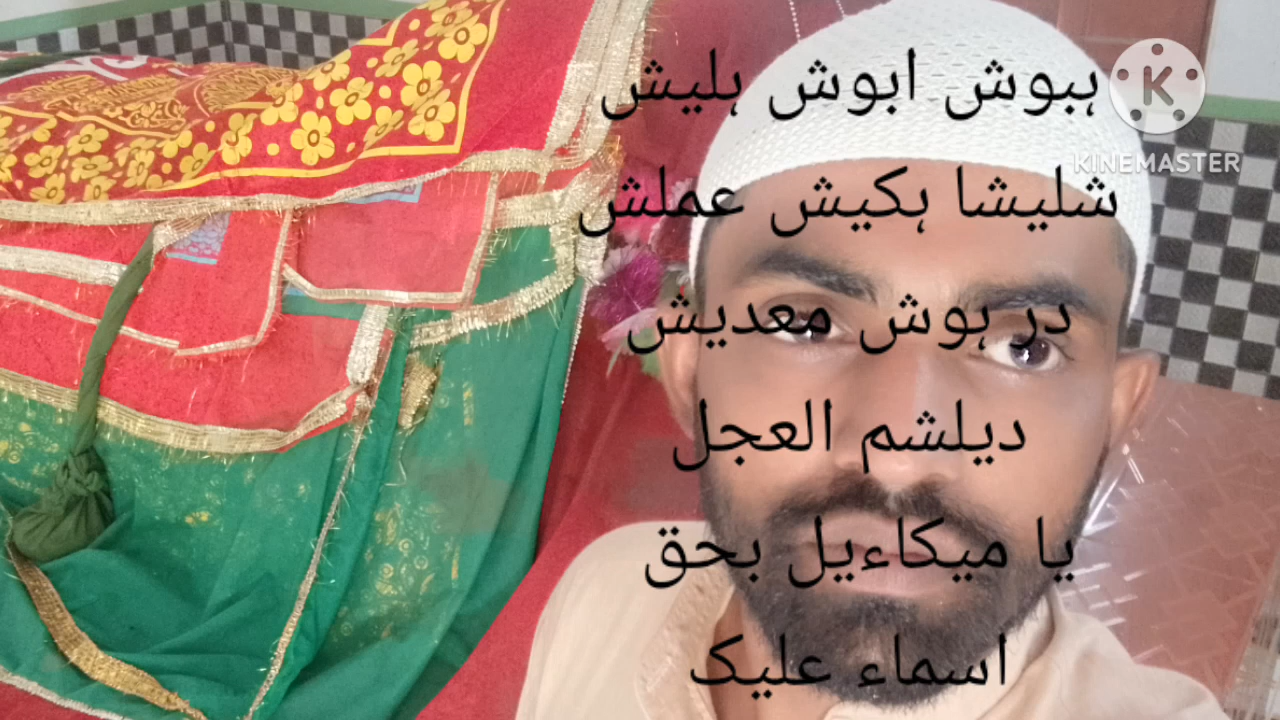 ہبوش ابوش ہلیش
شلیشا ہکیش عملش
در ہوش معدیش
دیلشم العجل
یا میکاءیل بحق
اسماء علیک
K
KINEMASTER